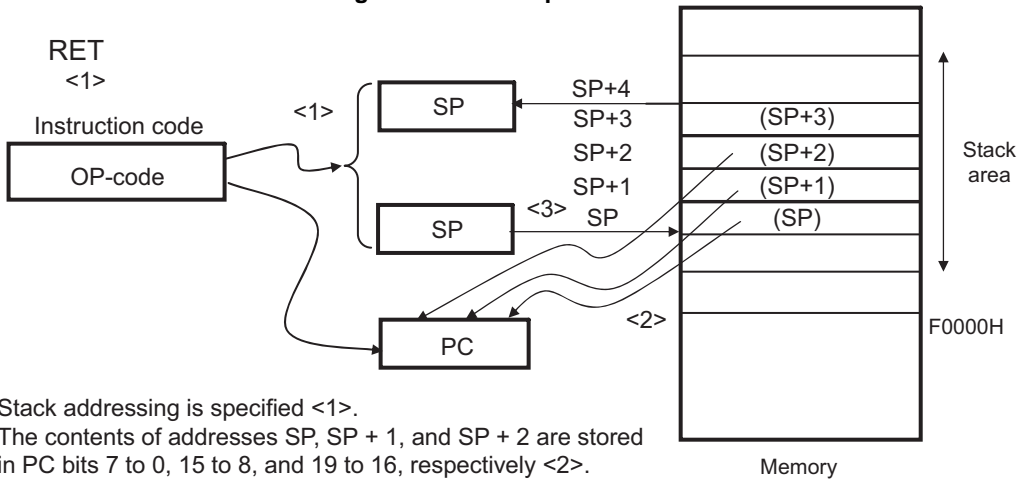 RET
<1>
Instruction code
OP-code
<1>
SP
SP
<3>
PC
SP+4
SP+3
SP+2
SP+1
SP
<2>
(SP+3)
(SP+2)
(SP+1)
(SP)
Stack
area
F0000H
Memory
Stack addressing is specified <1>.
The contents of addresses SP, SP + 1, and SP + 2 are stored
in PC bits 7 to 0, 15 to 8, and 19 to 16, respectively <2>.